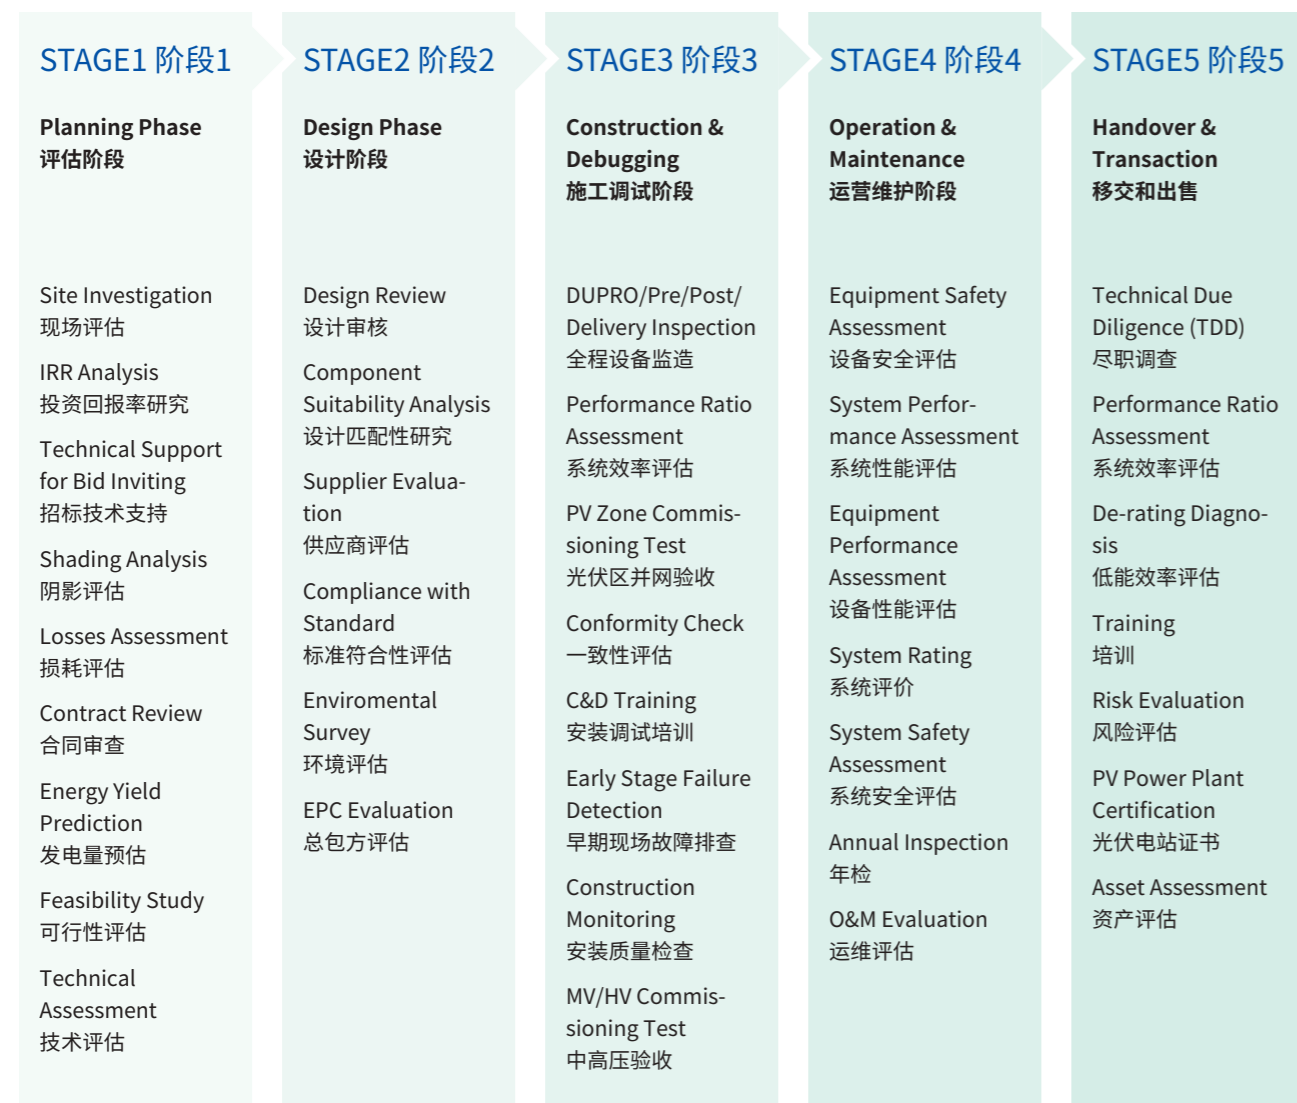 STAGE1 阶段1
Planning Phase
评估阶段
Site Investigation
现场评估
IRR Analysis
投资回报率研究
Technical Support
for Bid Inviting
招标技术支持
Shading Analysis
阴影评估
Losses Assessment
损耗评估
Contract Review
合同审查
Energy Yield
Prediction
发电量预估
Feasibility Study
可行性评估
Technical
Assessment
技术评估
STAGE2 阶段2
Design Phase
设计阶段
Design Review
设计审核
Component
Suitability Analysis
设计匹配性研究
Supplier Evalua-
tion
供应商评估
Compliance with
Standard
标准符合性评估
Enviromental
Survey
环境评估
EPC Evaluation
总包方评估
STAGE3 阶段3
Construction &
Debugging
施工调试阶段
DUPRO/Pre/Post/
Delivery Inspection
全程设备监造
Performance Ratio
Assessment
系统效率评估
PV Zone Commis-
sioning Test
光伏区并网验收
Conformity Check
一致性评估
C&D Training
安装调试培训
Early Stage Failure
Detection
早期现场故障排查
Construction
Monitoring
安装质量检查
MV/HV Commis-
sioning Test
中高压验收
STAGE4 阶段4
Operation &
Maintenance
运营维护阶段
Equipment Safety
Assessment
设备安全评估
System Perfor-
mance Assessment
系统性能评估
Equipment
Performance
Assessment
设备性能评估
System Rating
系统评价
System Safety
Assessment
系统安全评估
Annual Inspection
年检
O&M Evaluation
运维评估
STAGE5 阶段5
Handover &
Transaction
移交和出售
Technical Due
Diligence (TDD)
尽职调查
Performance Ratio
Assessment
系统效率评估
De-rating Diagno-
sis
低能效率评估
Training
培训
Risk Evaluation
风险评估
PV Power Plant
Certification
光伏电站证书
Asset Assessment
资产评估